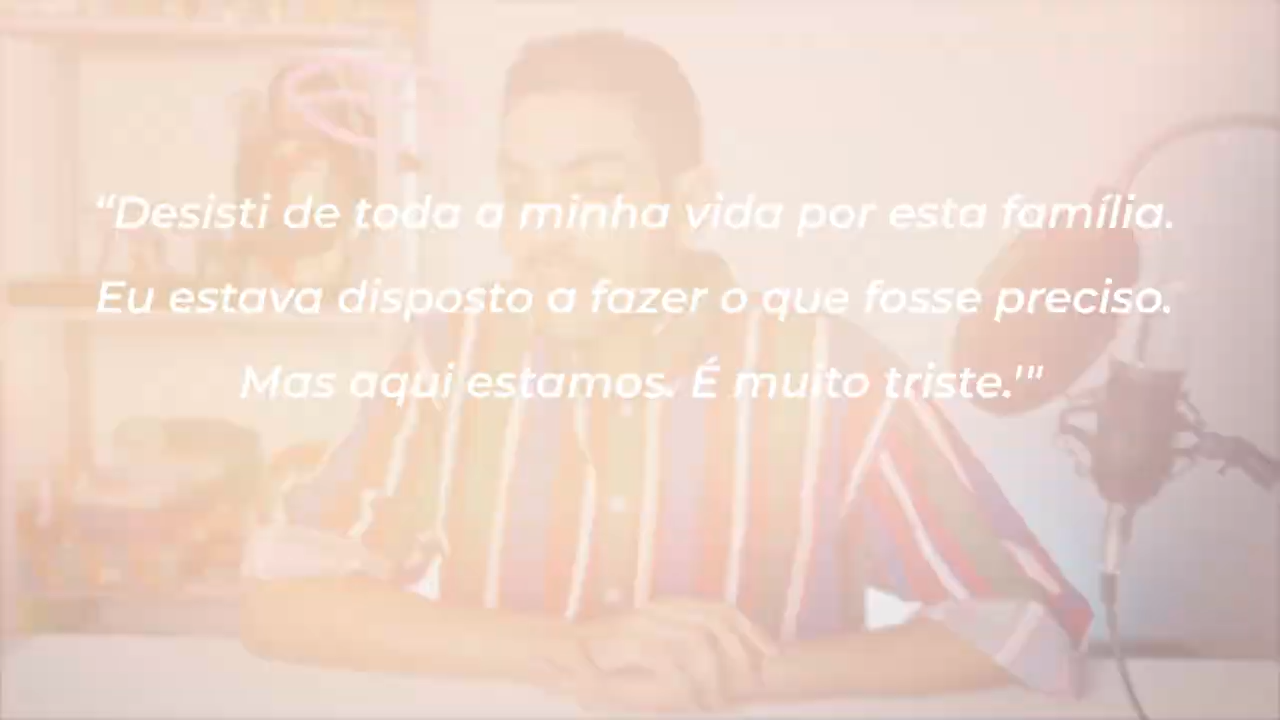 “Desisti de toda a minha vida por esta família.
Eu estava disposto a fazer o que fosse preciso.
Mas aqui estamos. É muito triste.'"